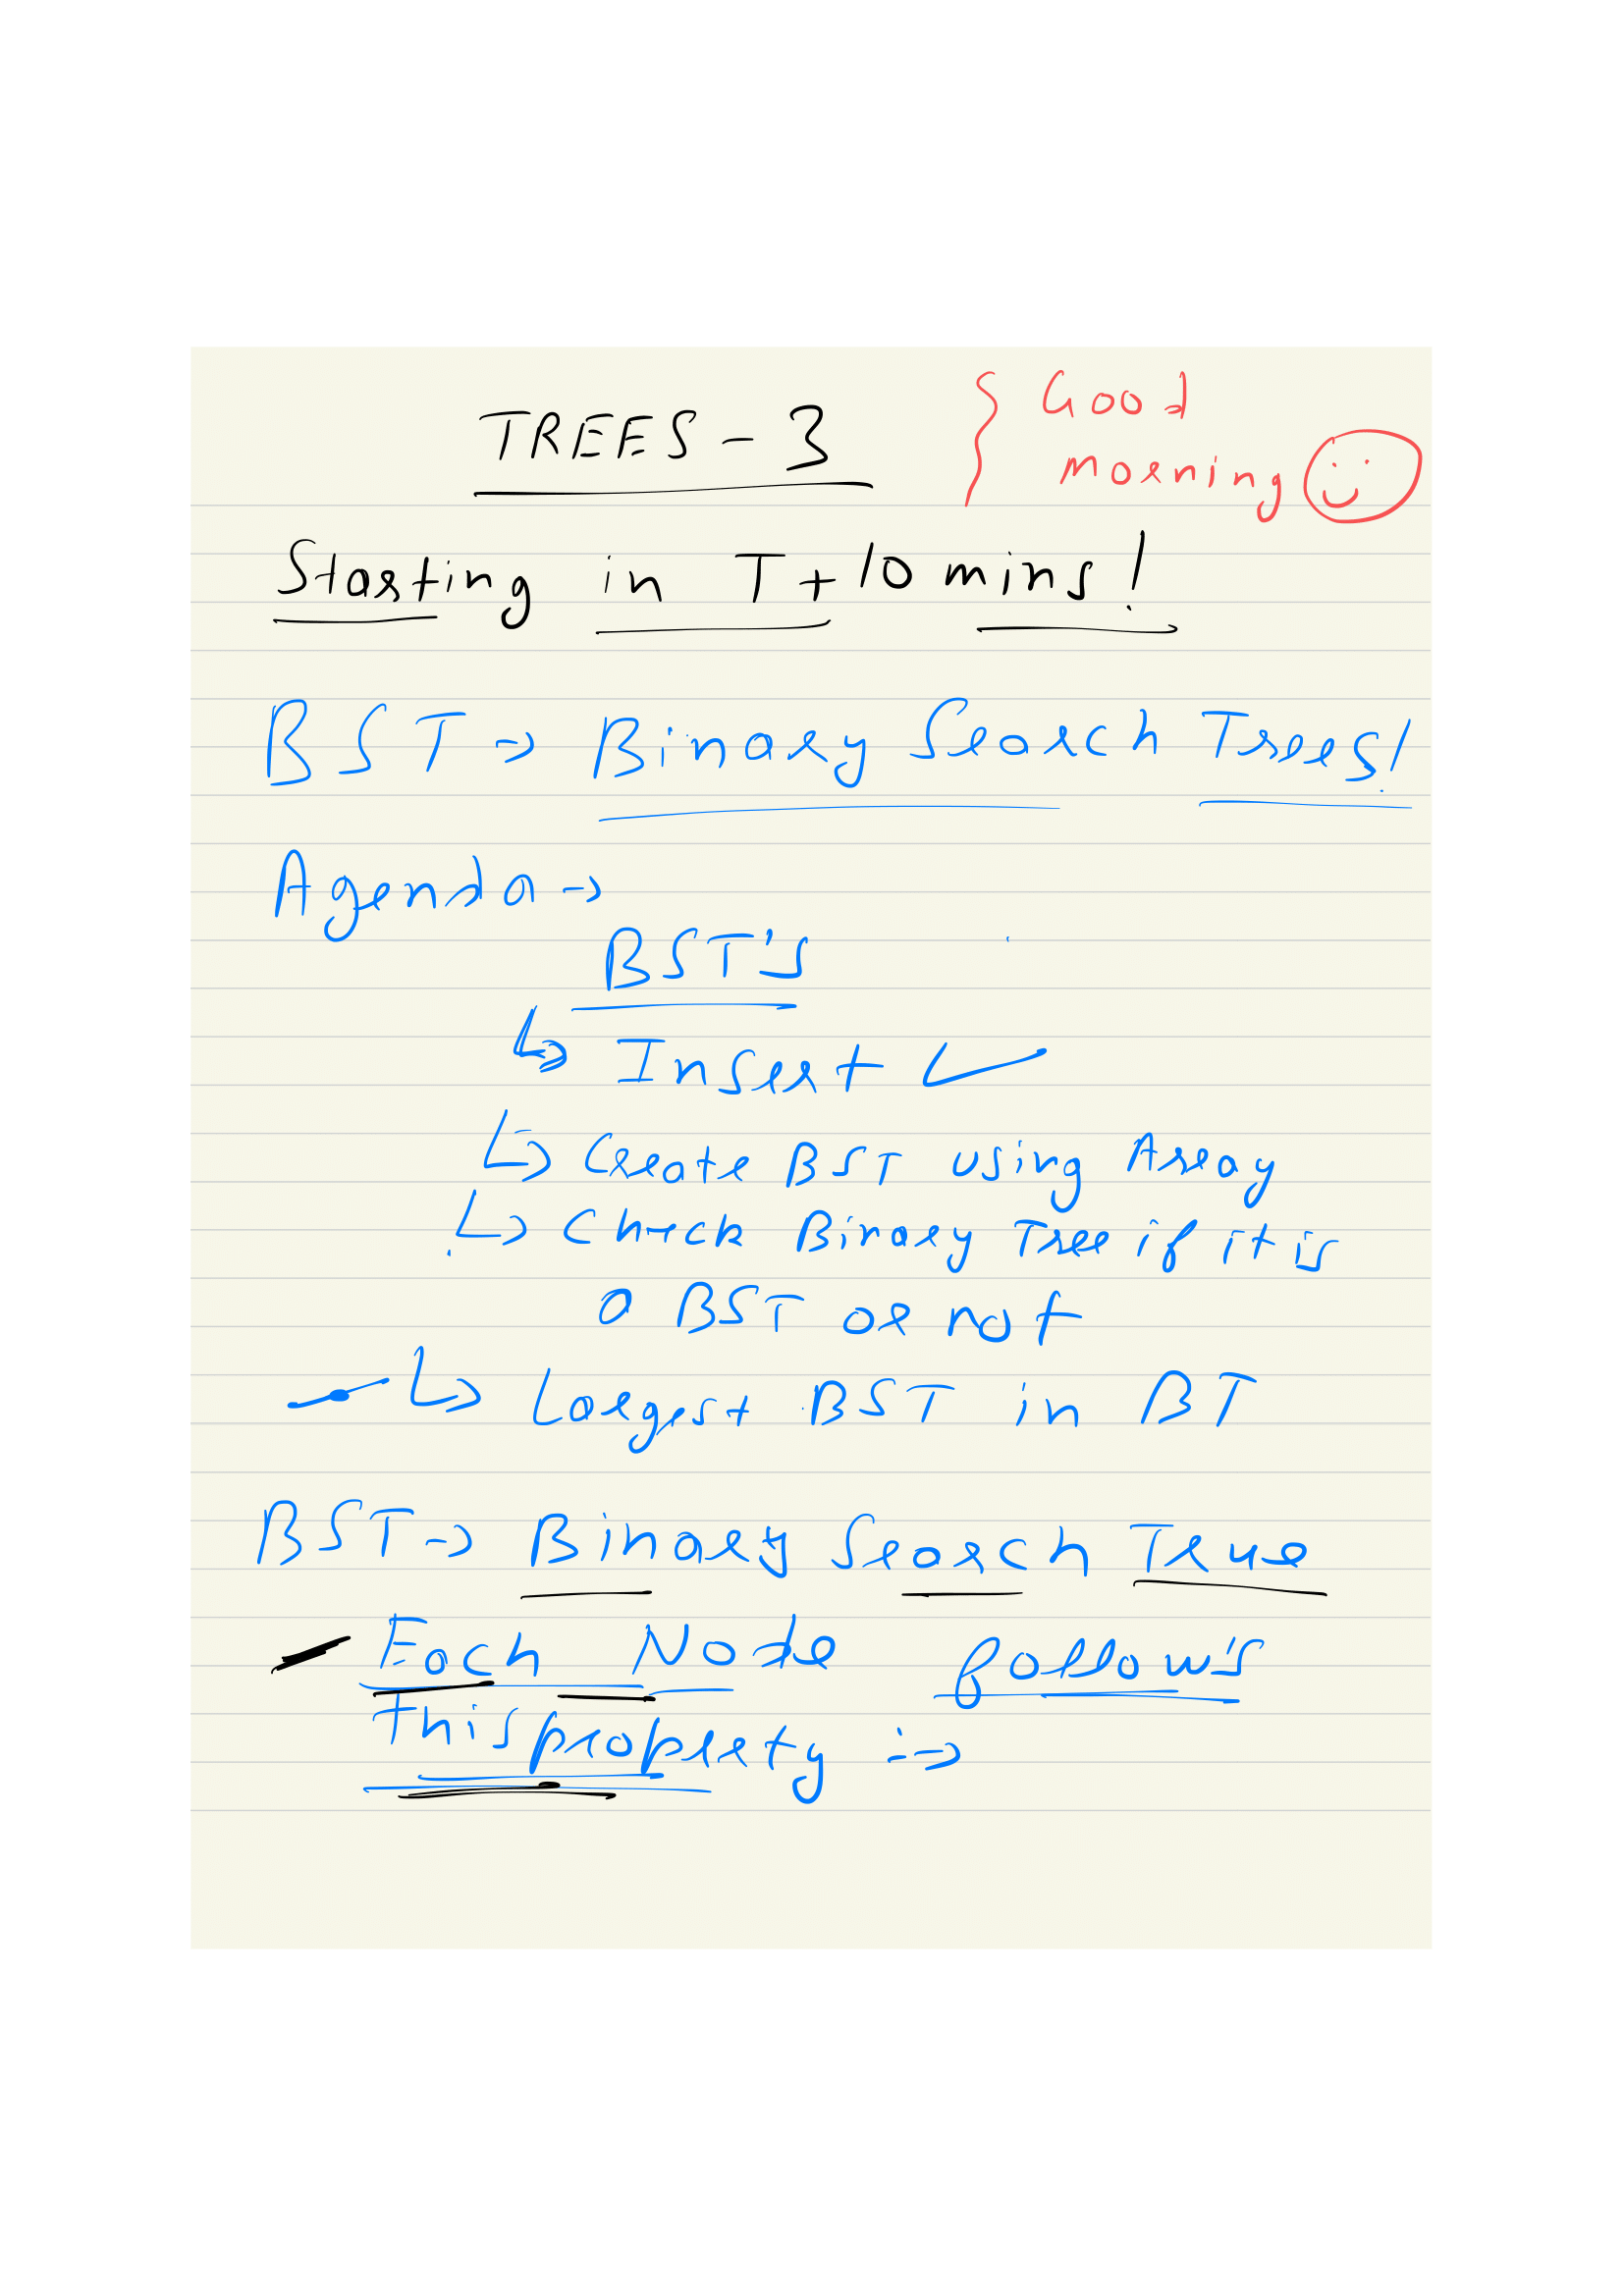 TREES - 3
Good
morning
Starting in T+10 mins!
BST → Binary Search Trees!
Agenda →
BST's
↳ Insert ✓
↳ Create BST using Array
↳ Check Binary Tree if it is
a BST or not
↳ Largest BST in BT
BST → Binary Search True
Each Node follow's
this property :→